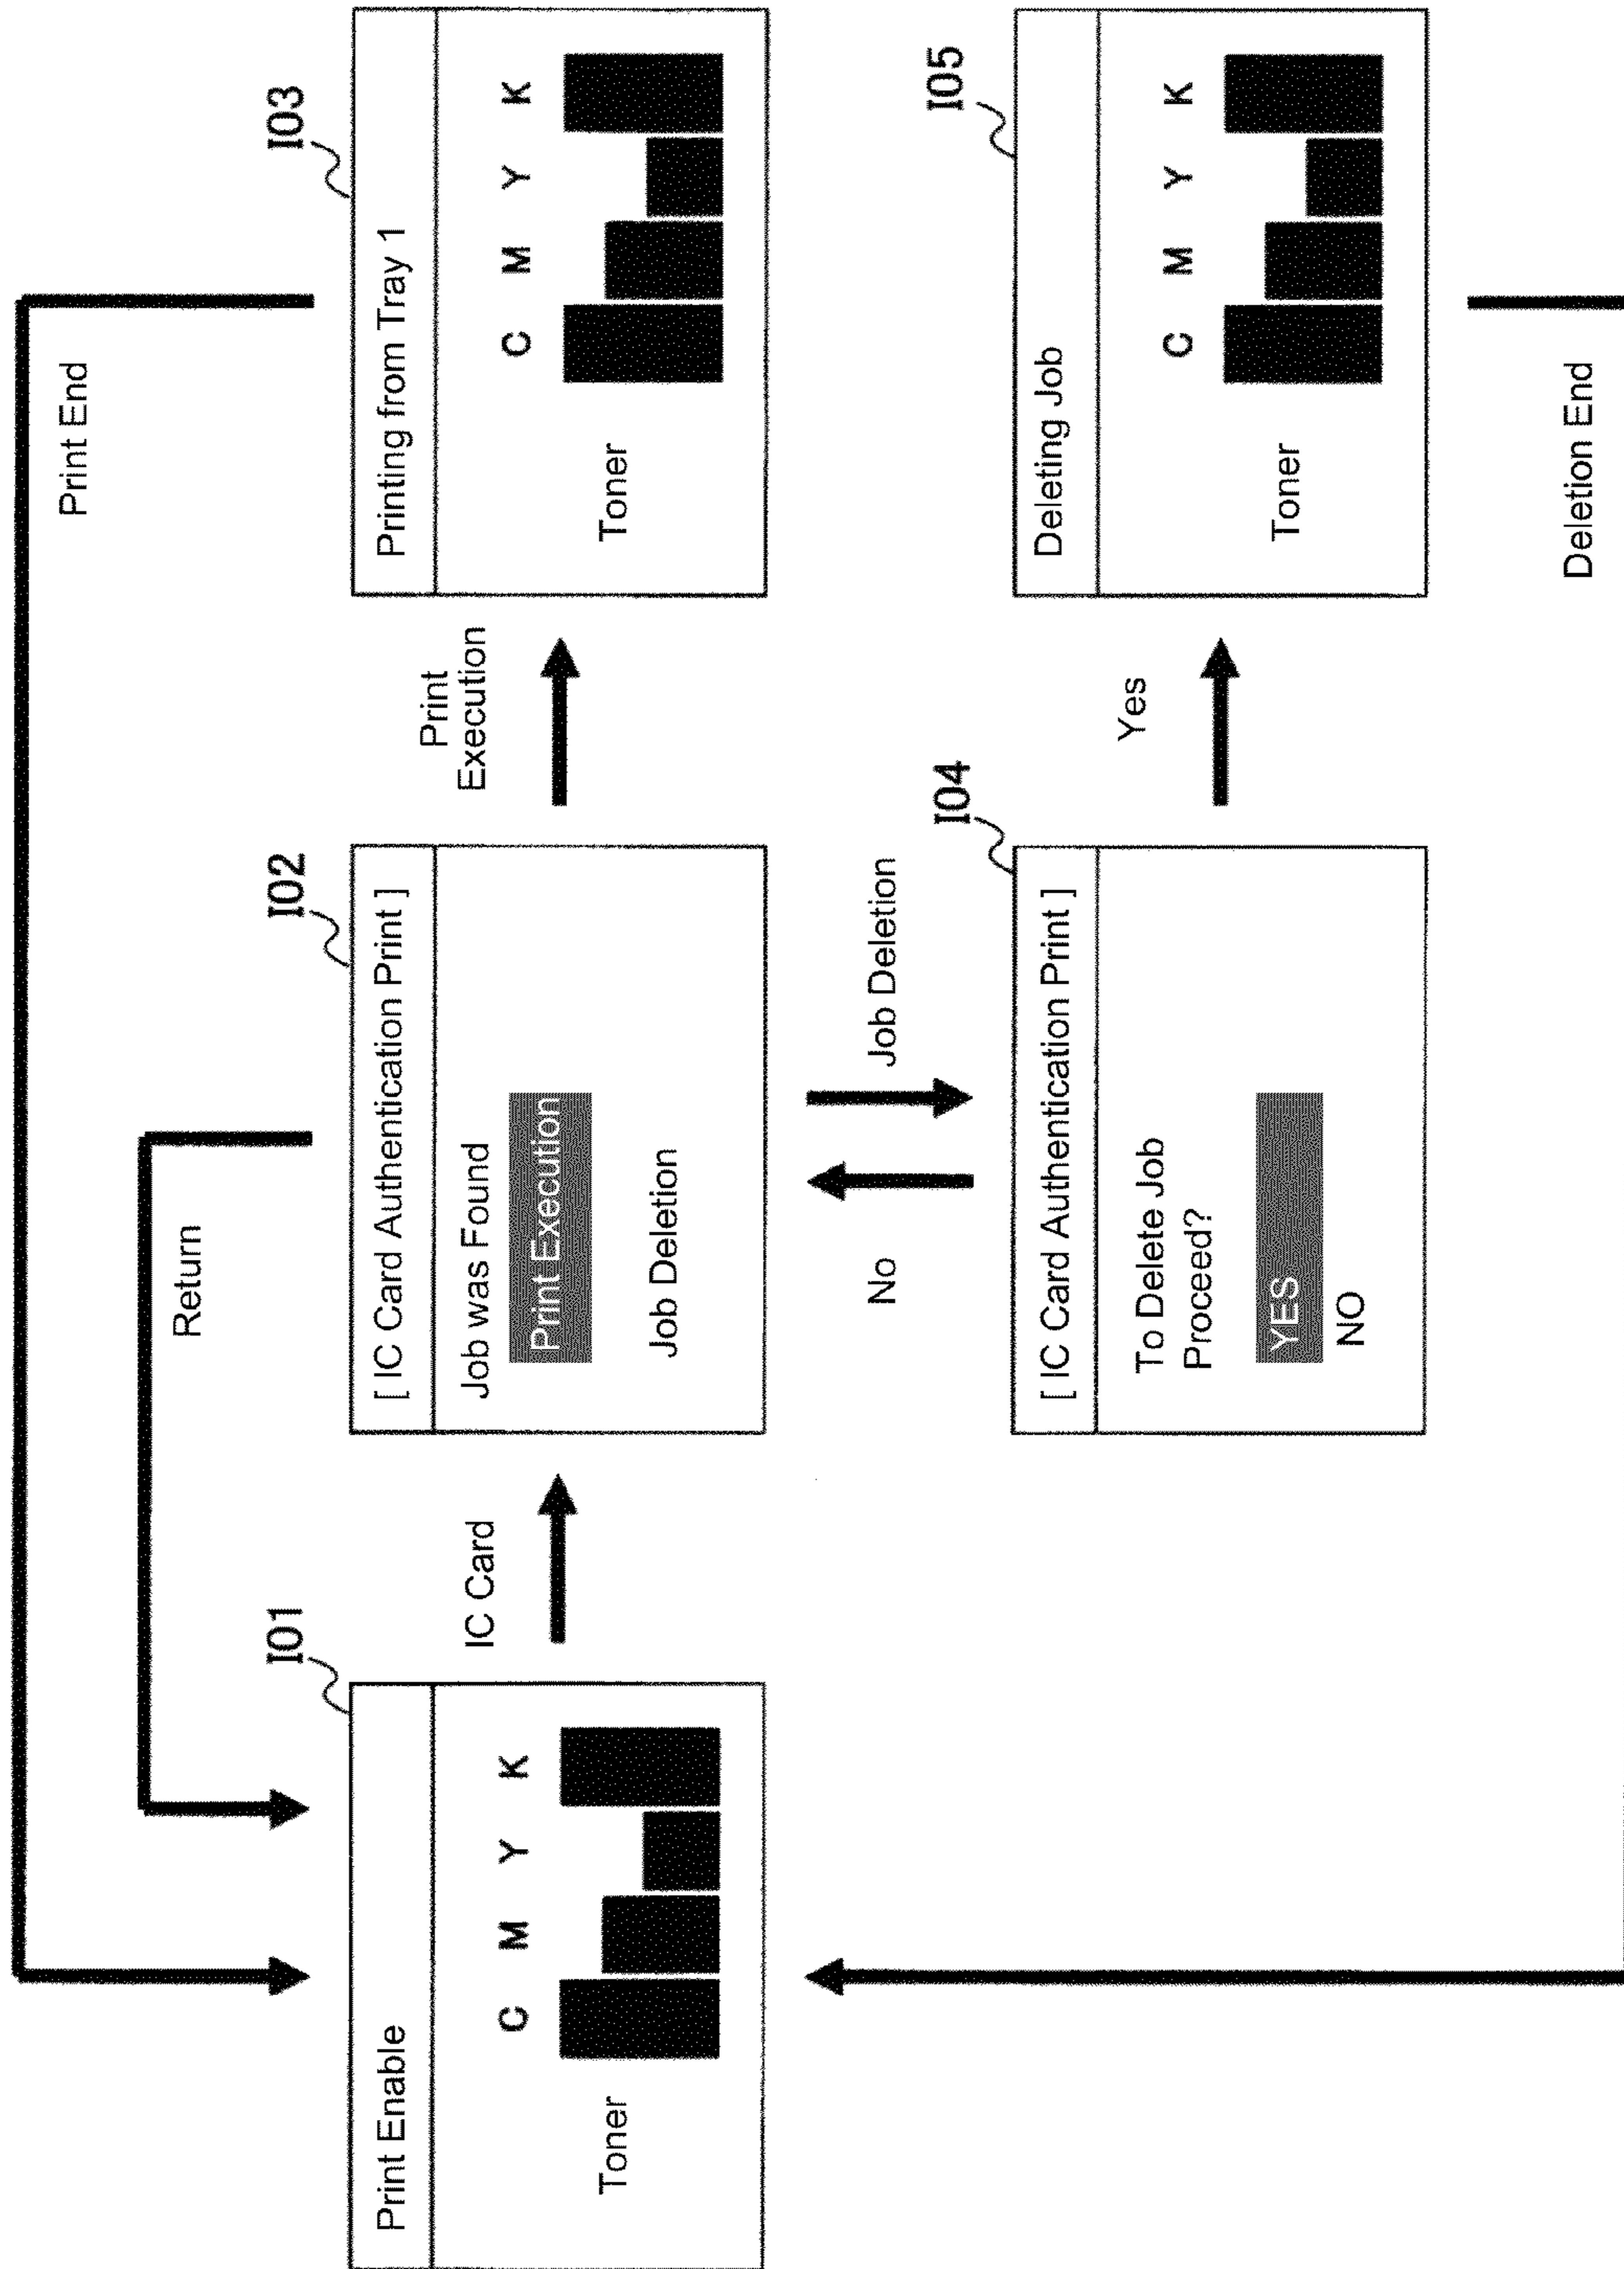 Print End
Return
I01
Print Enable
C M Y K
Toner
IC Card
I02
[ IC Card Authentication Print ]
Job was Found
Print Execution
Job Deletion
Print
Execution
I03
Printing from Tray 1
C M Y K
Toner
No
Job Deletion
I04
[ IC Card Authentication Print ]
To Delete Job
Proceed?
YES
NO
Yes
I05
Deleting Job
C M Y K
Toner
Deletion End